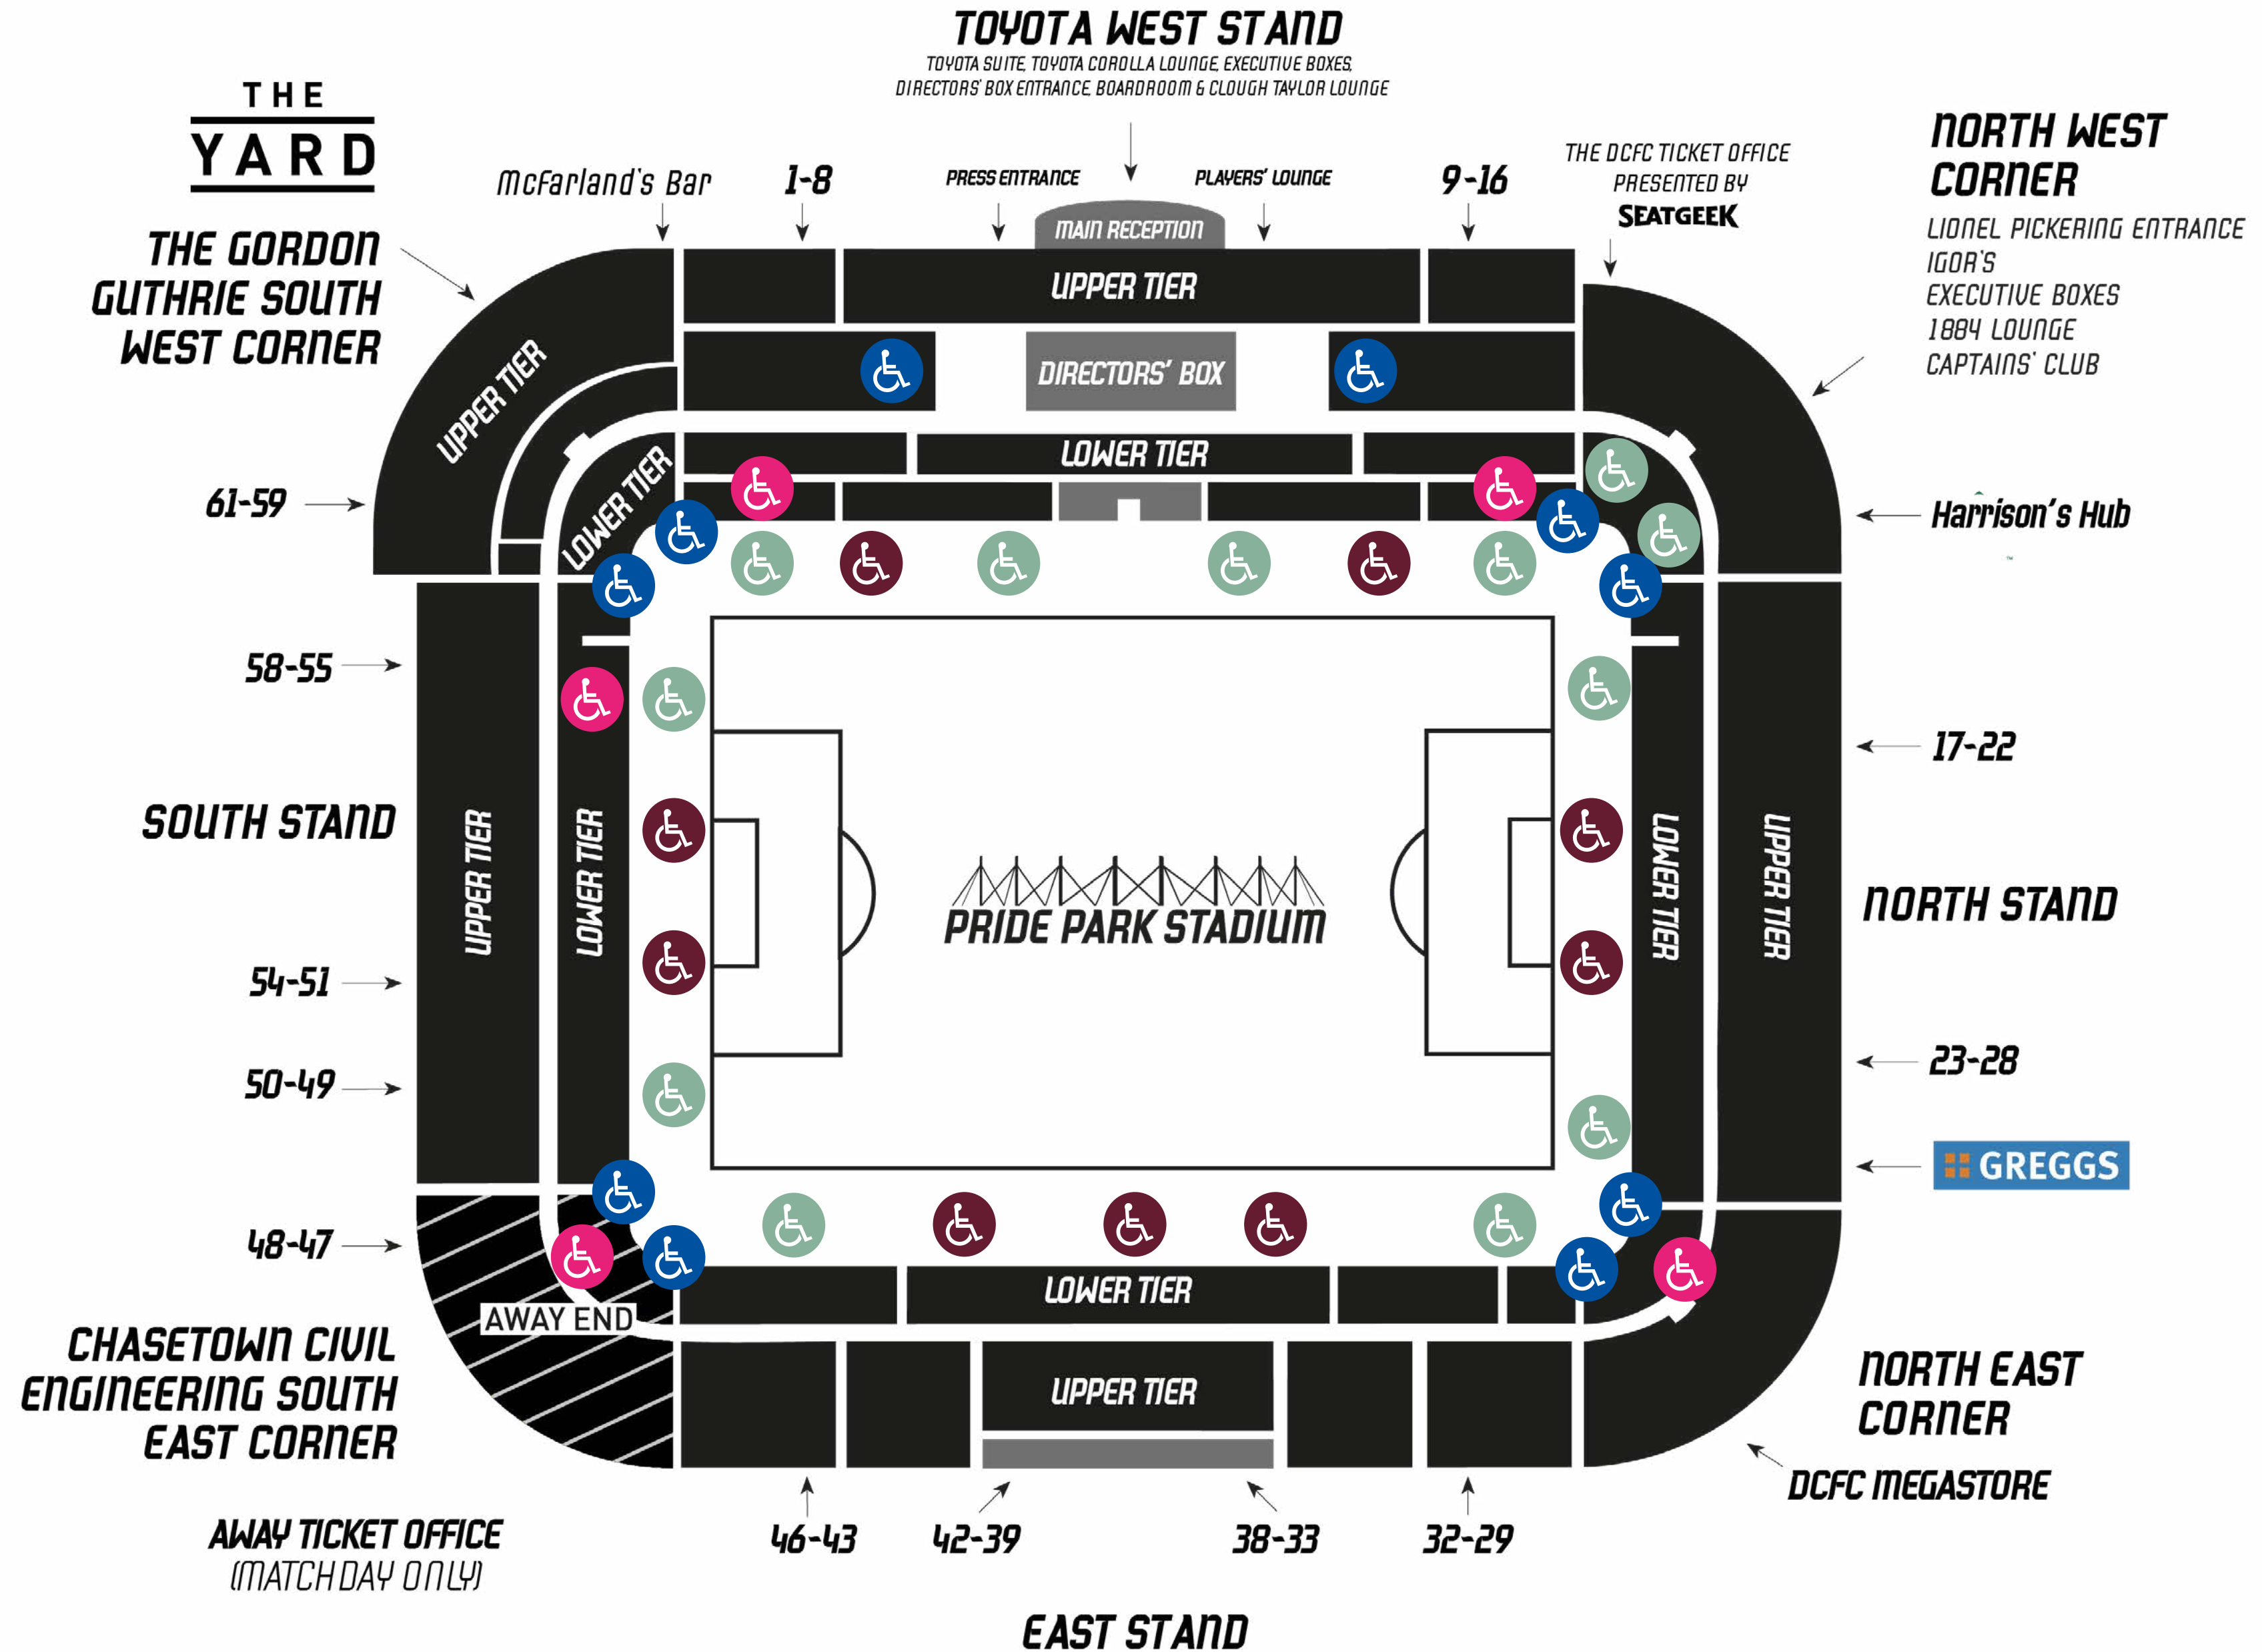 TOYOTA WEST STAND
TOYOTA SUITE, TOYOTA COROLLA LOUNGE, EXECUTIVE BOXES,
DIRECTORS' BOX ENTRANCE, BOARDROOM & CLOUGH TAYLOR LOUNGE
THE
YARD
McFarland's Bar
1-8
PRESS ENTRANCE
PLAYERS' LOUNGE
9-16
THE DCFC TICKET OFFICE
PRESENTED BY
SEATGEEK
NORTH WEST
CORNER
LIONEL PICKERING ENTRANCE
IGOR'S
EXECUTIVE BOXES
1884 LOUNGE
CAPTAINS' CLUB
THE GORDON
GUTHRIE SOUTH
WEST CORNER
MAIN RECEPTION
UPPER TIER
DIRECTORS' BOX
UPPER TIER
LOWER TIER
LOWER TIER
61-59
Harrison's Hub
TM
58-55
17-22
SOUTH STAND
UPPER TIER
LOWER TIER
PRIDE PARK STADIUM
LOWER TIER
UPPER TIER
NORTH STAND
54-51
23-28
50-49
GREGGS
48-47
AWAY END
LOWER TIER
UPPER TIER
CHASETOWN CIVIL
ENGINEERING SOUTH
EAST CORNER
NORTH EAST
CORNER
DCFC MEGASTORE
AWAY TICKET OFFICE
(MATCH DAY ONLY)
46-43
42-39
38-33
32-29
EAST STAND